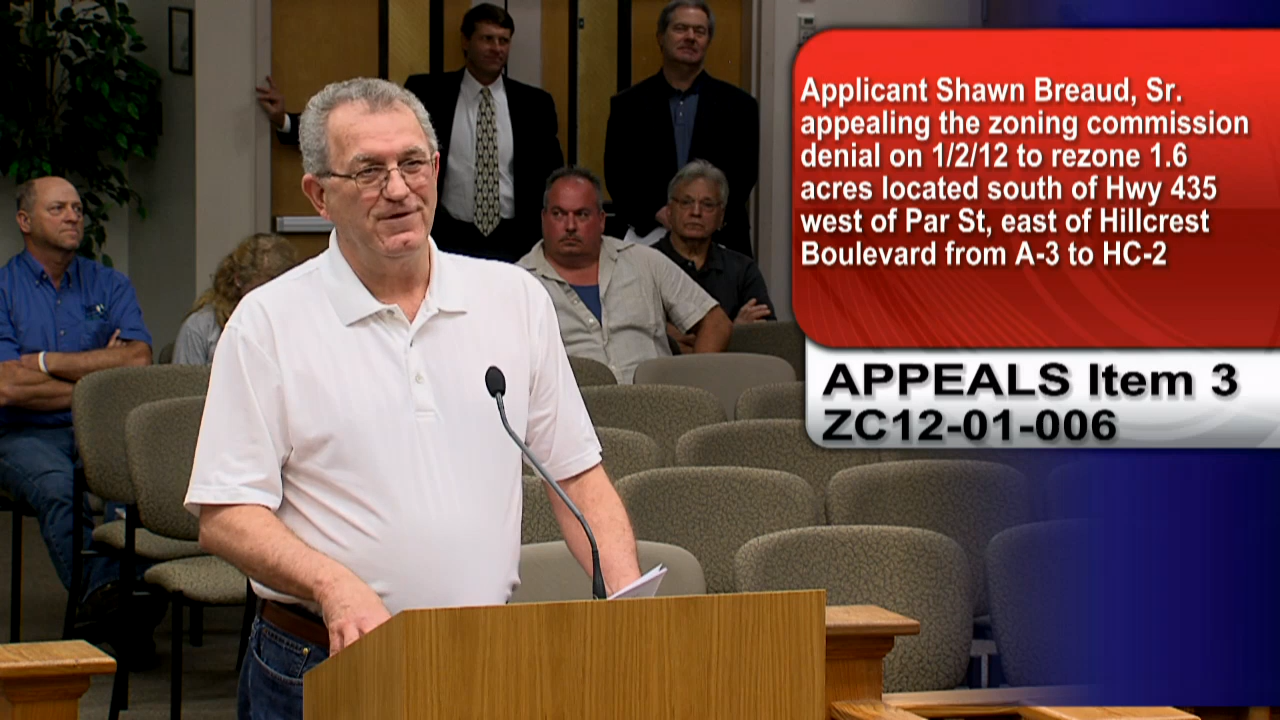 Applicant Shawn Breaud, Sr.
appealing the zoning commission
denial on 1/2/12 to rezone 1.6
acres located south of Hwy 435
west of Par St, east of Hillcrest
Boulevard from A-3 to HC-2
APPEALS Item 3
ZC12-01-006